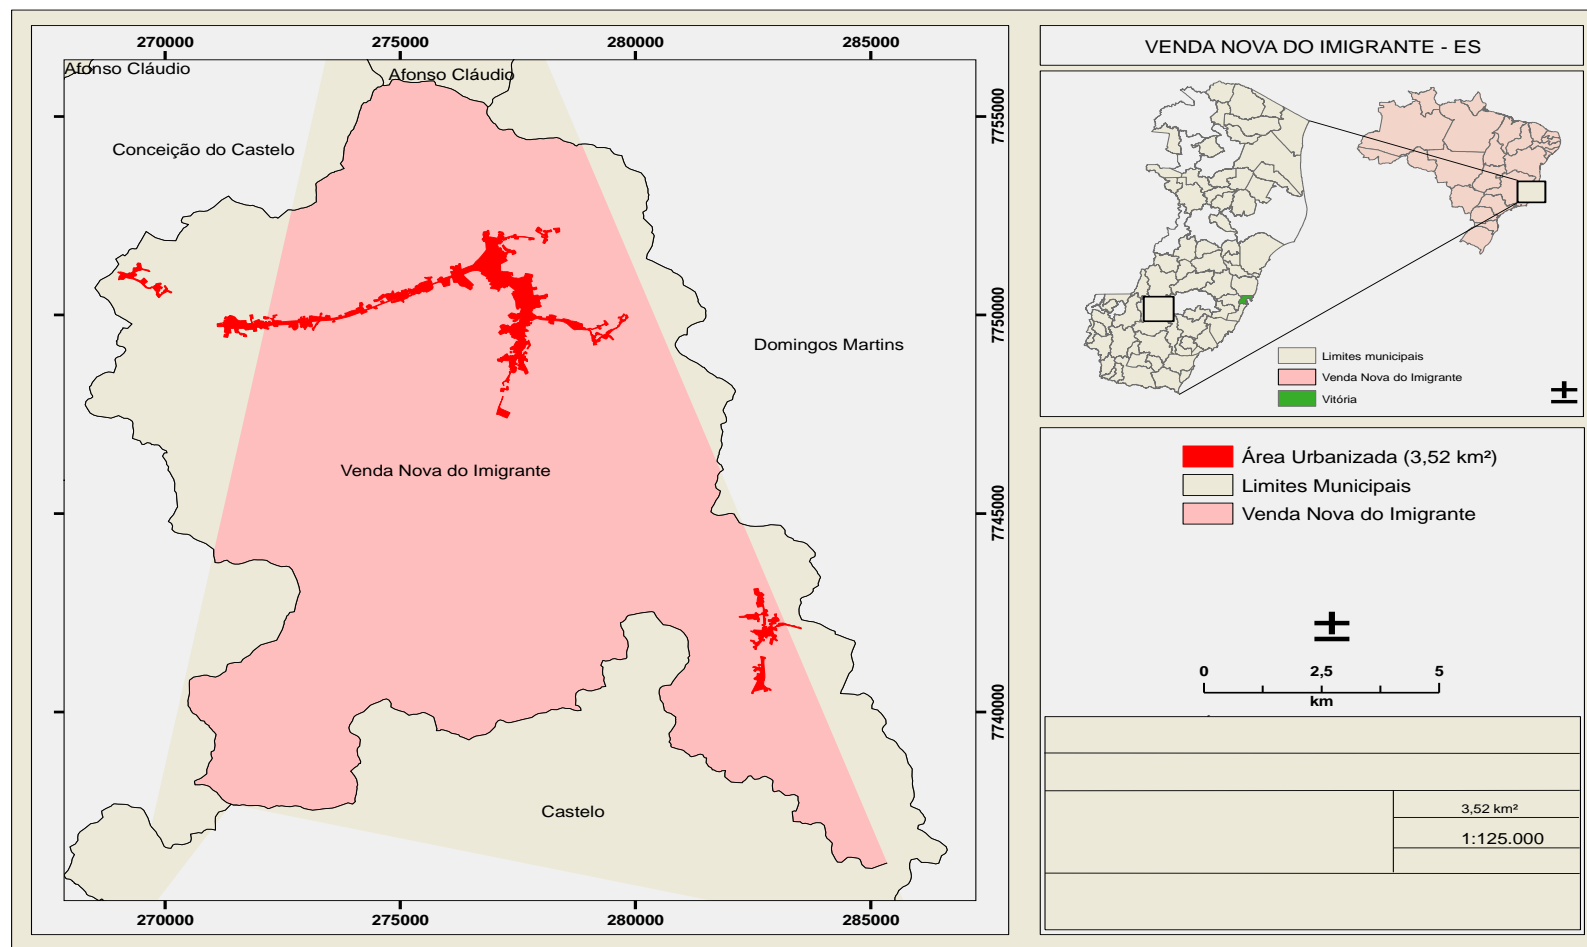 270000
275000
280000
285000
Afonso Cláudio
Afonso Cláudio
Conceição do Castelo
Domingos Martins
Venda Nova do Imigrante
Castelo
7755000
7750000
7745000
7740000
270000
275000
280000
285000
VENDA NOVA DO IMIGRANTE - ES
Limites municipais
Venda Nova do Imigrante
Vitória
Área Urbanizada (3,52 km²)
Limites Municipais
Venda Nova do Imigrante
0
2,5
5
km
3,52 km²
1:125.000